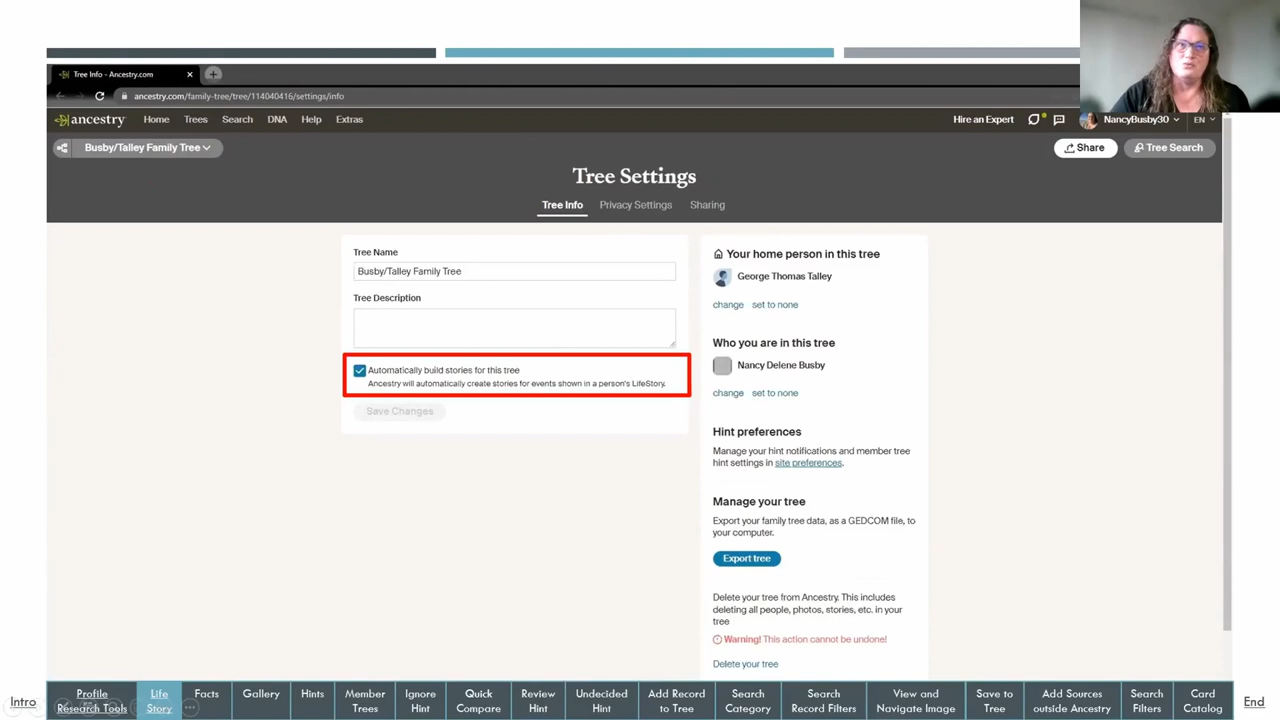 Tree Info - Ancestry.com
ancestry.com/family-tree/tree/114040416/settings/info
ancestry Home Trees Search DNA Help Extras Hire an Expert NancyBusby30 EN
Busby/Talley Family Tree Share Tree Search
Tree Settings
Tree Info Privacy Settings Sharing
Tree Name
Busby/Talley Family Tree
Tree Description
Automatically build stories for this tree
Ancestry will automatically create stories for events shown in a person's LifeStory.
Save Changes
Your home person in this tree
George Thomas Talley
change set to none
Who you are in this tree
Nancy Delene Busby
change set to none
Hint preferences
Manage your hint notifications and member tree
hint settings in site preferences.
Manage your tree
Export your family tree data, as a GEDCOM file, to
your computer.
Export tree
Delete your tree from Ancestry. This includes
deleting all people, photos, stories, etc. in your
tree
Warning! This action cannot be undone!
Delete your tree
Intro
Profile
Research Tools
Life
Story
Facts
Gallery
Hints
Member
Trees
Ignore
Hint
Quick
Compare
Review
Hint
Undecided
Hint
Add Record
to Tree
Search
Category
Search
Record Filters
View and
Navigate Image
Save to
Tree
Add Sources
outside Ancestry
Search
Filters
Card
Catalog
End